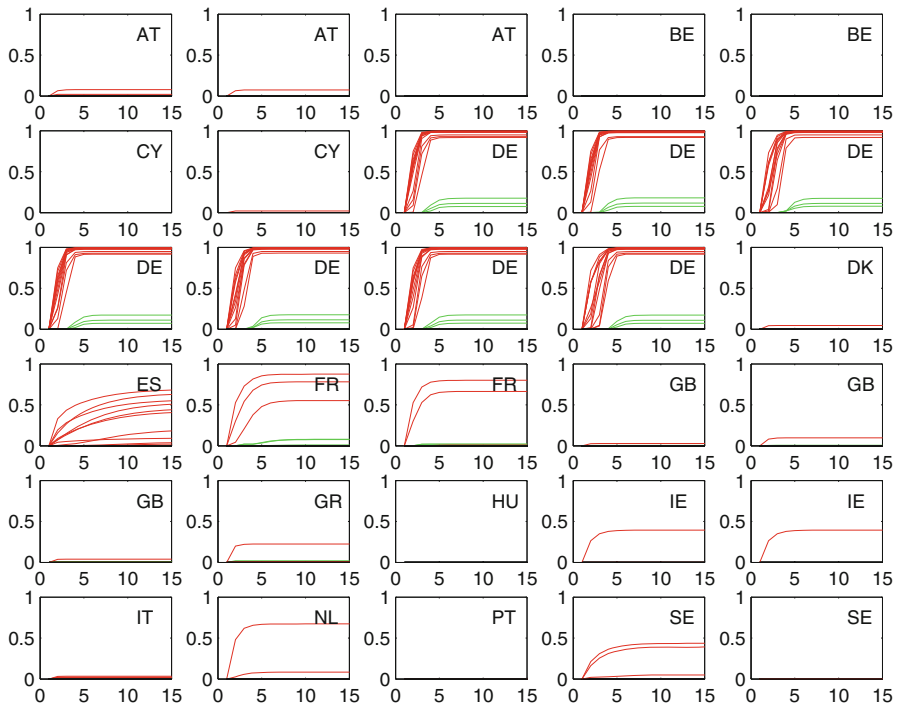 1 AT 1 AT 1 AT 1 BE 1 BE
0.5 0.5 0.5 0.5 0.5
0 0 0 0 0
0 5 10 15 0 5 10 15 0 5 10 15 0 5 10 15 0 5 10 15
1 CY 1 CY 1 DE 1 DE 1 DE
0.5 0.5 0.5 0.5 0.5
0 0 0 0 0
0 5 10 15 0 5 10 15 0 5 10 15 0 5 10 15 0 5 10 15
1 DE 1 DE 1 DE 1 DE 1 DK
0.5 0.5 0.5 0.5 0.5
0 0 0 0 0
0 5 10 15 0 5 10 15 0 5 10 15 0 5 10 15 0 5 10 15
1 ES 1 FR 1 FR 1 GB 1 GB
0.5 0.5 0.5 0.5 0.5
0 0 0 0 0
0 5 10 15 0 5 10 15 0 5 10 15 0 5 10 15 0 5 10 15
1 GB 1 GR 1 HU 1 IE 1 IE
0.5 0.5 0.5 0.5 0.5
0 0 0 0 0
0 5 10 15 0 5 10 15 0 5 10 15 0 5 10 15 0 5 10 15
1 IT 1 NL 1 PT 1 SE 1 SE
0.5 0.5 0.5 0.5 0.5
0 0 0 0 0
0 5 10 15 0 5 10 15 0 5 10 15 0 5 10 15 0 5 10 15